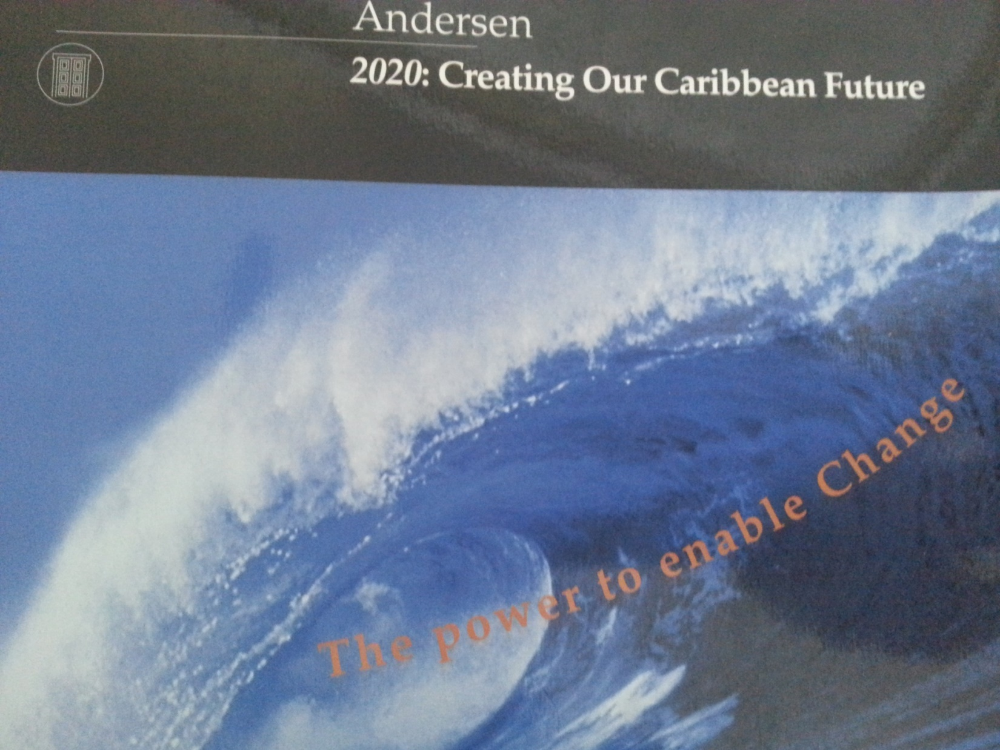 Andersen
2020: Creating Our Caribbean Future
The power to enable Change